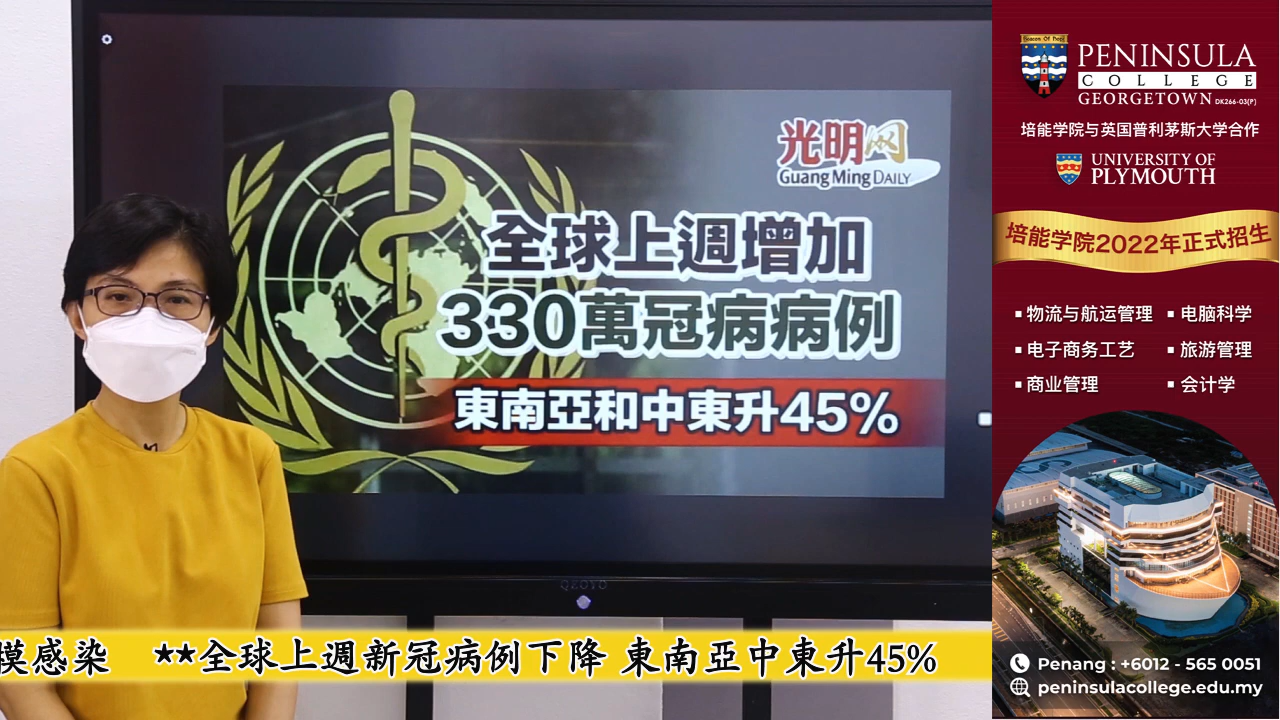 光明网
Guang Ming DAILY
全球上週增加
330萬冠病病例
東南亞和中東升45%
模感染 **全球上週新冠病例下降 東南亞中東升45%
Beacon Of Hope
PENINSULA
COLLEGE
GEORGETOWN DK266-03(P)
培能学院与英国普利茅斯大学合作
UNIVERSITY OF
PLYMOUTH
培能学院2022年正式招生
▪物流与航运管理 ▪电脑科学
▪电子商务工艺 ▪旅游管理
▪商业管理 ▪会计学
Penang : +6012 - 565 0051
peninsulacollege.edu.my